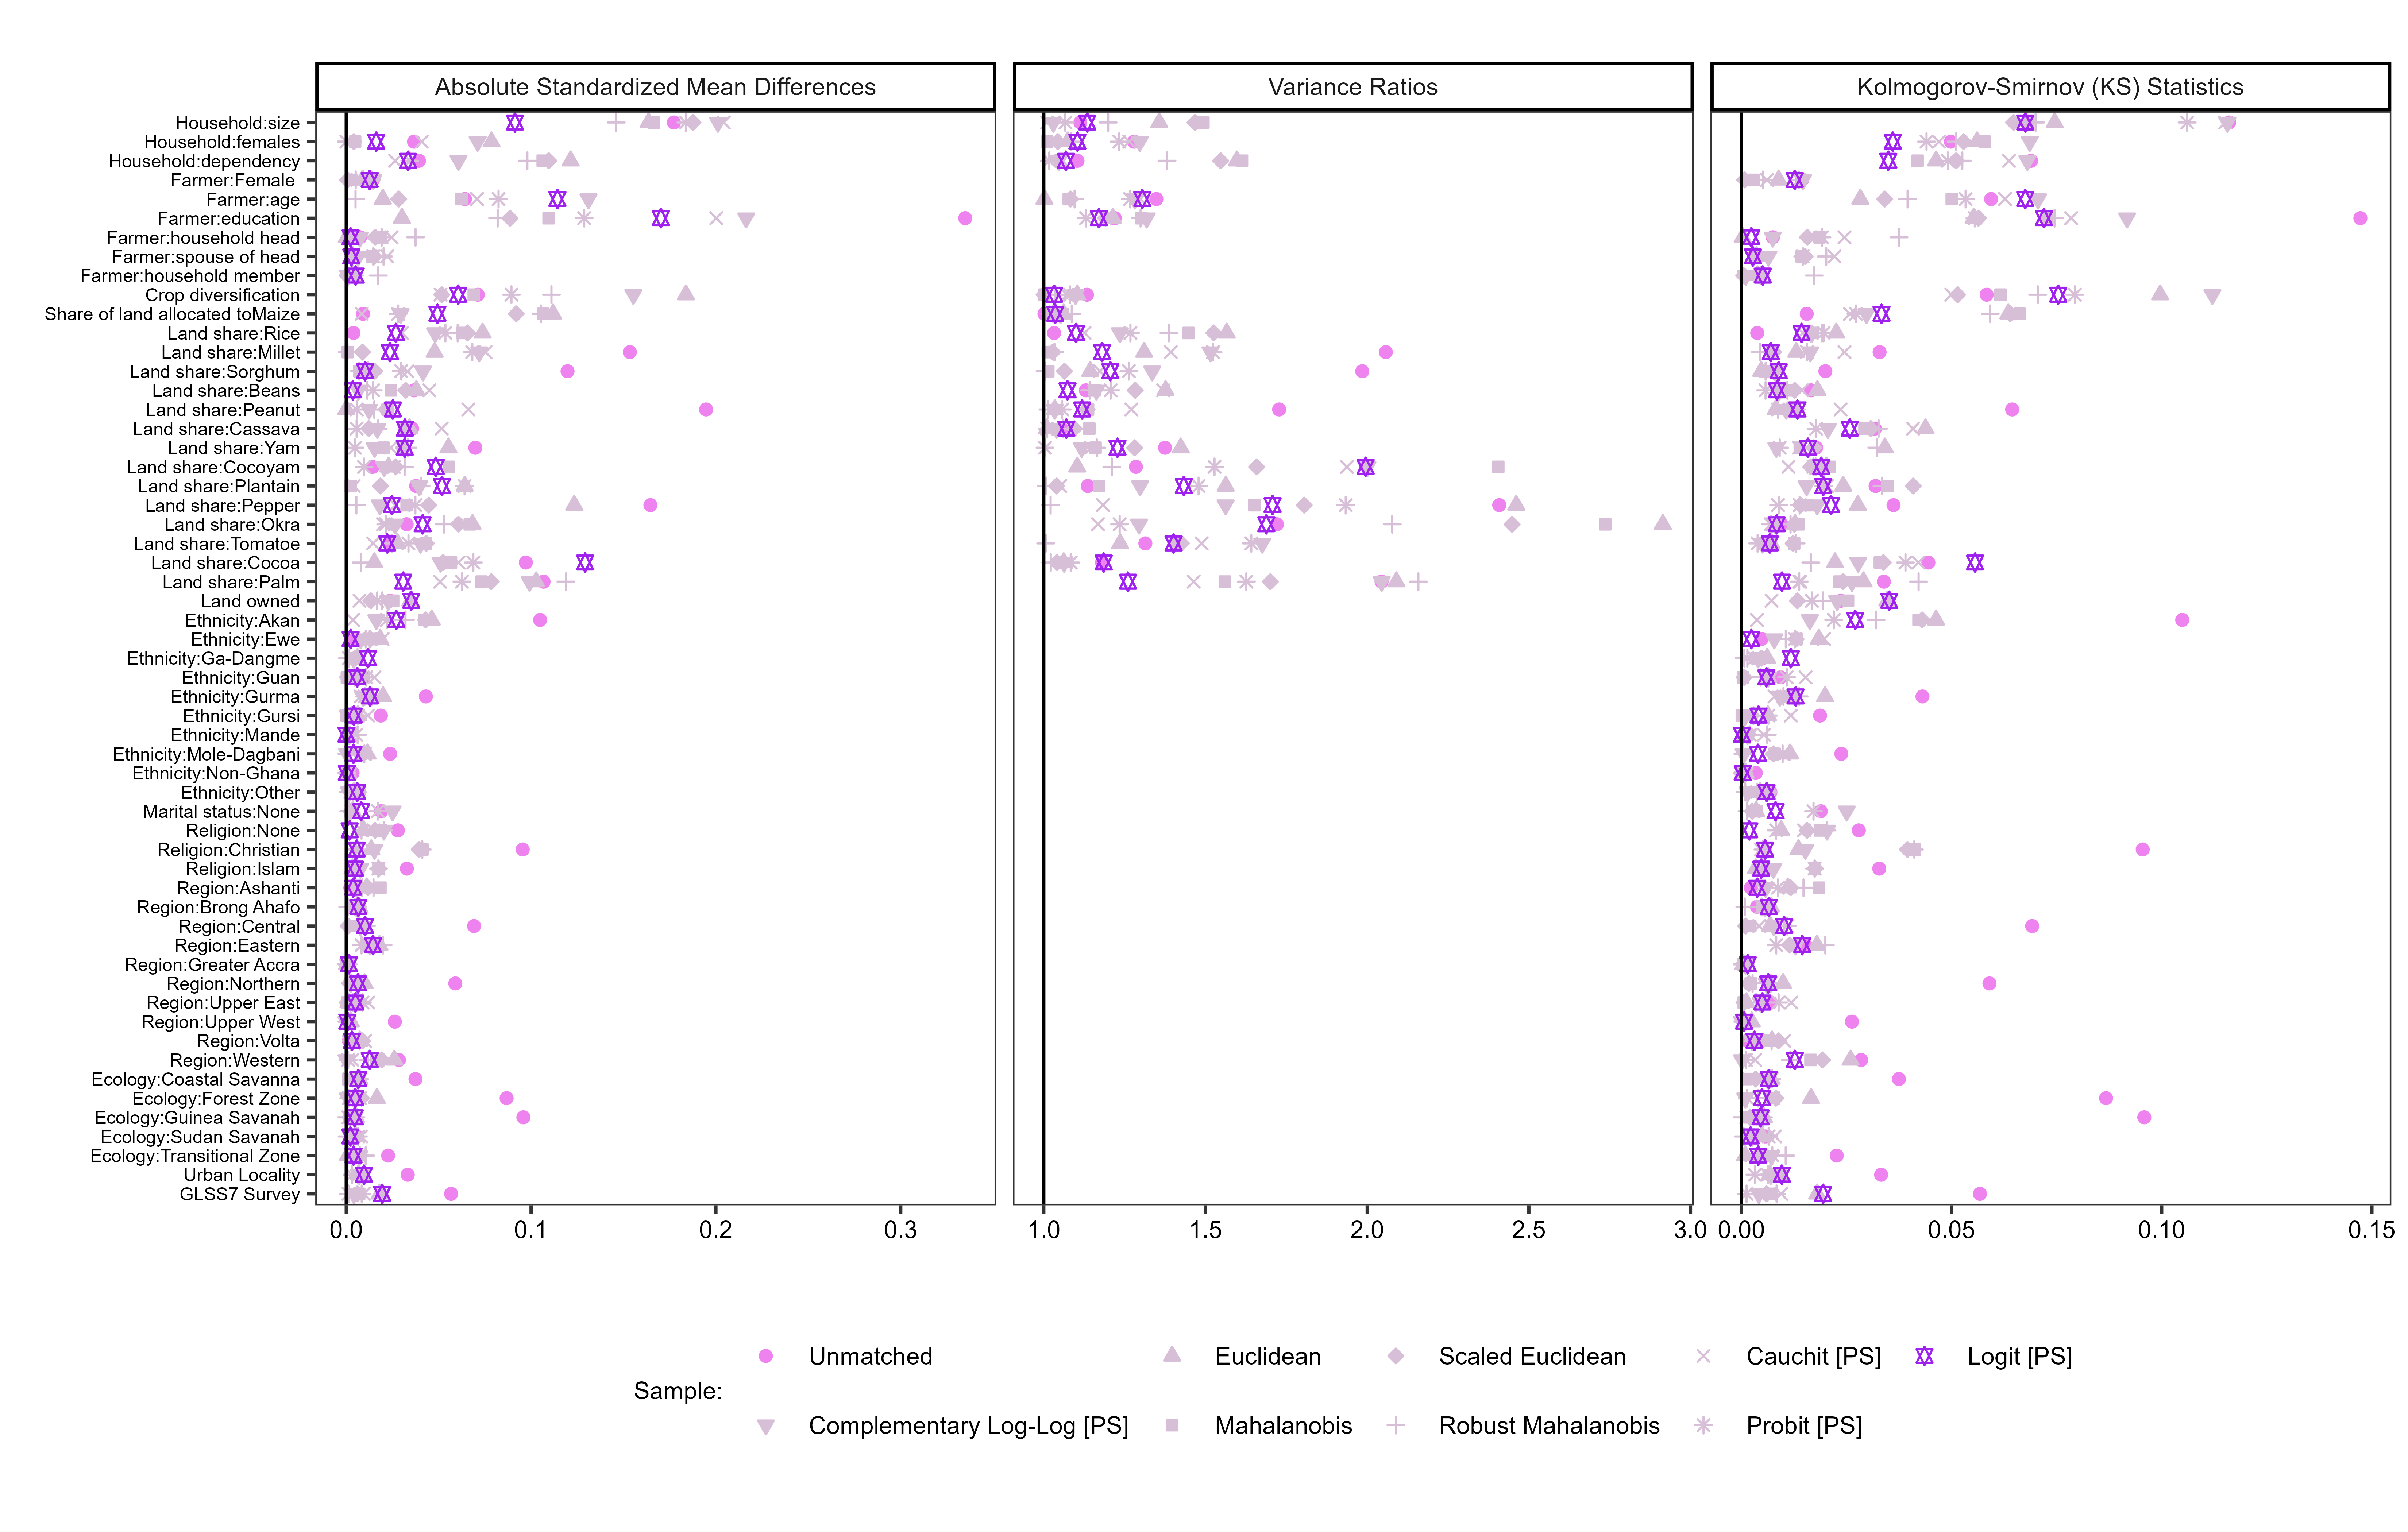 Absolute Standardized Mean Differences
Variance Ratios
Kolmogorov-Smirnov (KS) Statistics
Household:size
Household:females
Household:dependency
Farmer:Female
Farmer:age
Farmer:education
Farmer:household head
Farmer:spouse of head
Farmer:household member
Crop diversification
Share of land allocated toMaize
Land share:Rice
Land share:Millet
Land share:Sorghum
Land share:Beans
Land share:Peanut
Land share:Cassava
Land share:Yam
Land share:Cocoyam
Land share:Plantain
Land share:Pepper
Land share:Okra
Land share:Tomatoe
Land share:Cocoa
Land share:Palm
Land owned
Ethnicity:Akan
Ethnicity:Ewe
Ethnicity:Ga-Dangme
Ethnicity:Guan
Ethnicity:Gurma
Ethnicity:Gursi
Ethnicity:Mande
Ethnicity:Mole-Dagbani
Ethnicity:Non-Ghana
Ethnicity:Other
Marital status:None
Religion:None
Religion:Christian
Religion:Islam
Region:Ashanti
Region:Brong Ahafo
Region:Central
Region:Eastern
Region:Greater Accra
Region:Northern
Region:Upper East
Region:Upper West
Region:Volta
Region:Western
Ecology:Coastal Savanna
Ecology:Forest Zone
Ecology:Guinea Savanah
Ecology:Sudan Savanah
Ecology:Transitional Zone
Urban Locality
GLSS7 Survey
0.0 0.1 0.2 0.3
1.0 1.5 2.0 2.5 3.0
0.00 0.05 0.10 0.15
Sample:
Unmatched Euclidean Scaled Euclidean Cauchit [PS] Logit [PS]
Complementary Log-Log [PS] Mahalanobis Robust Mahalanobis Probit [PS]